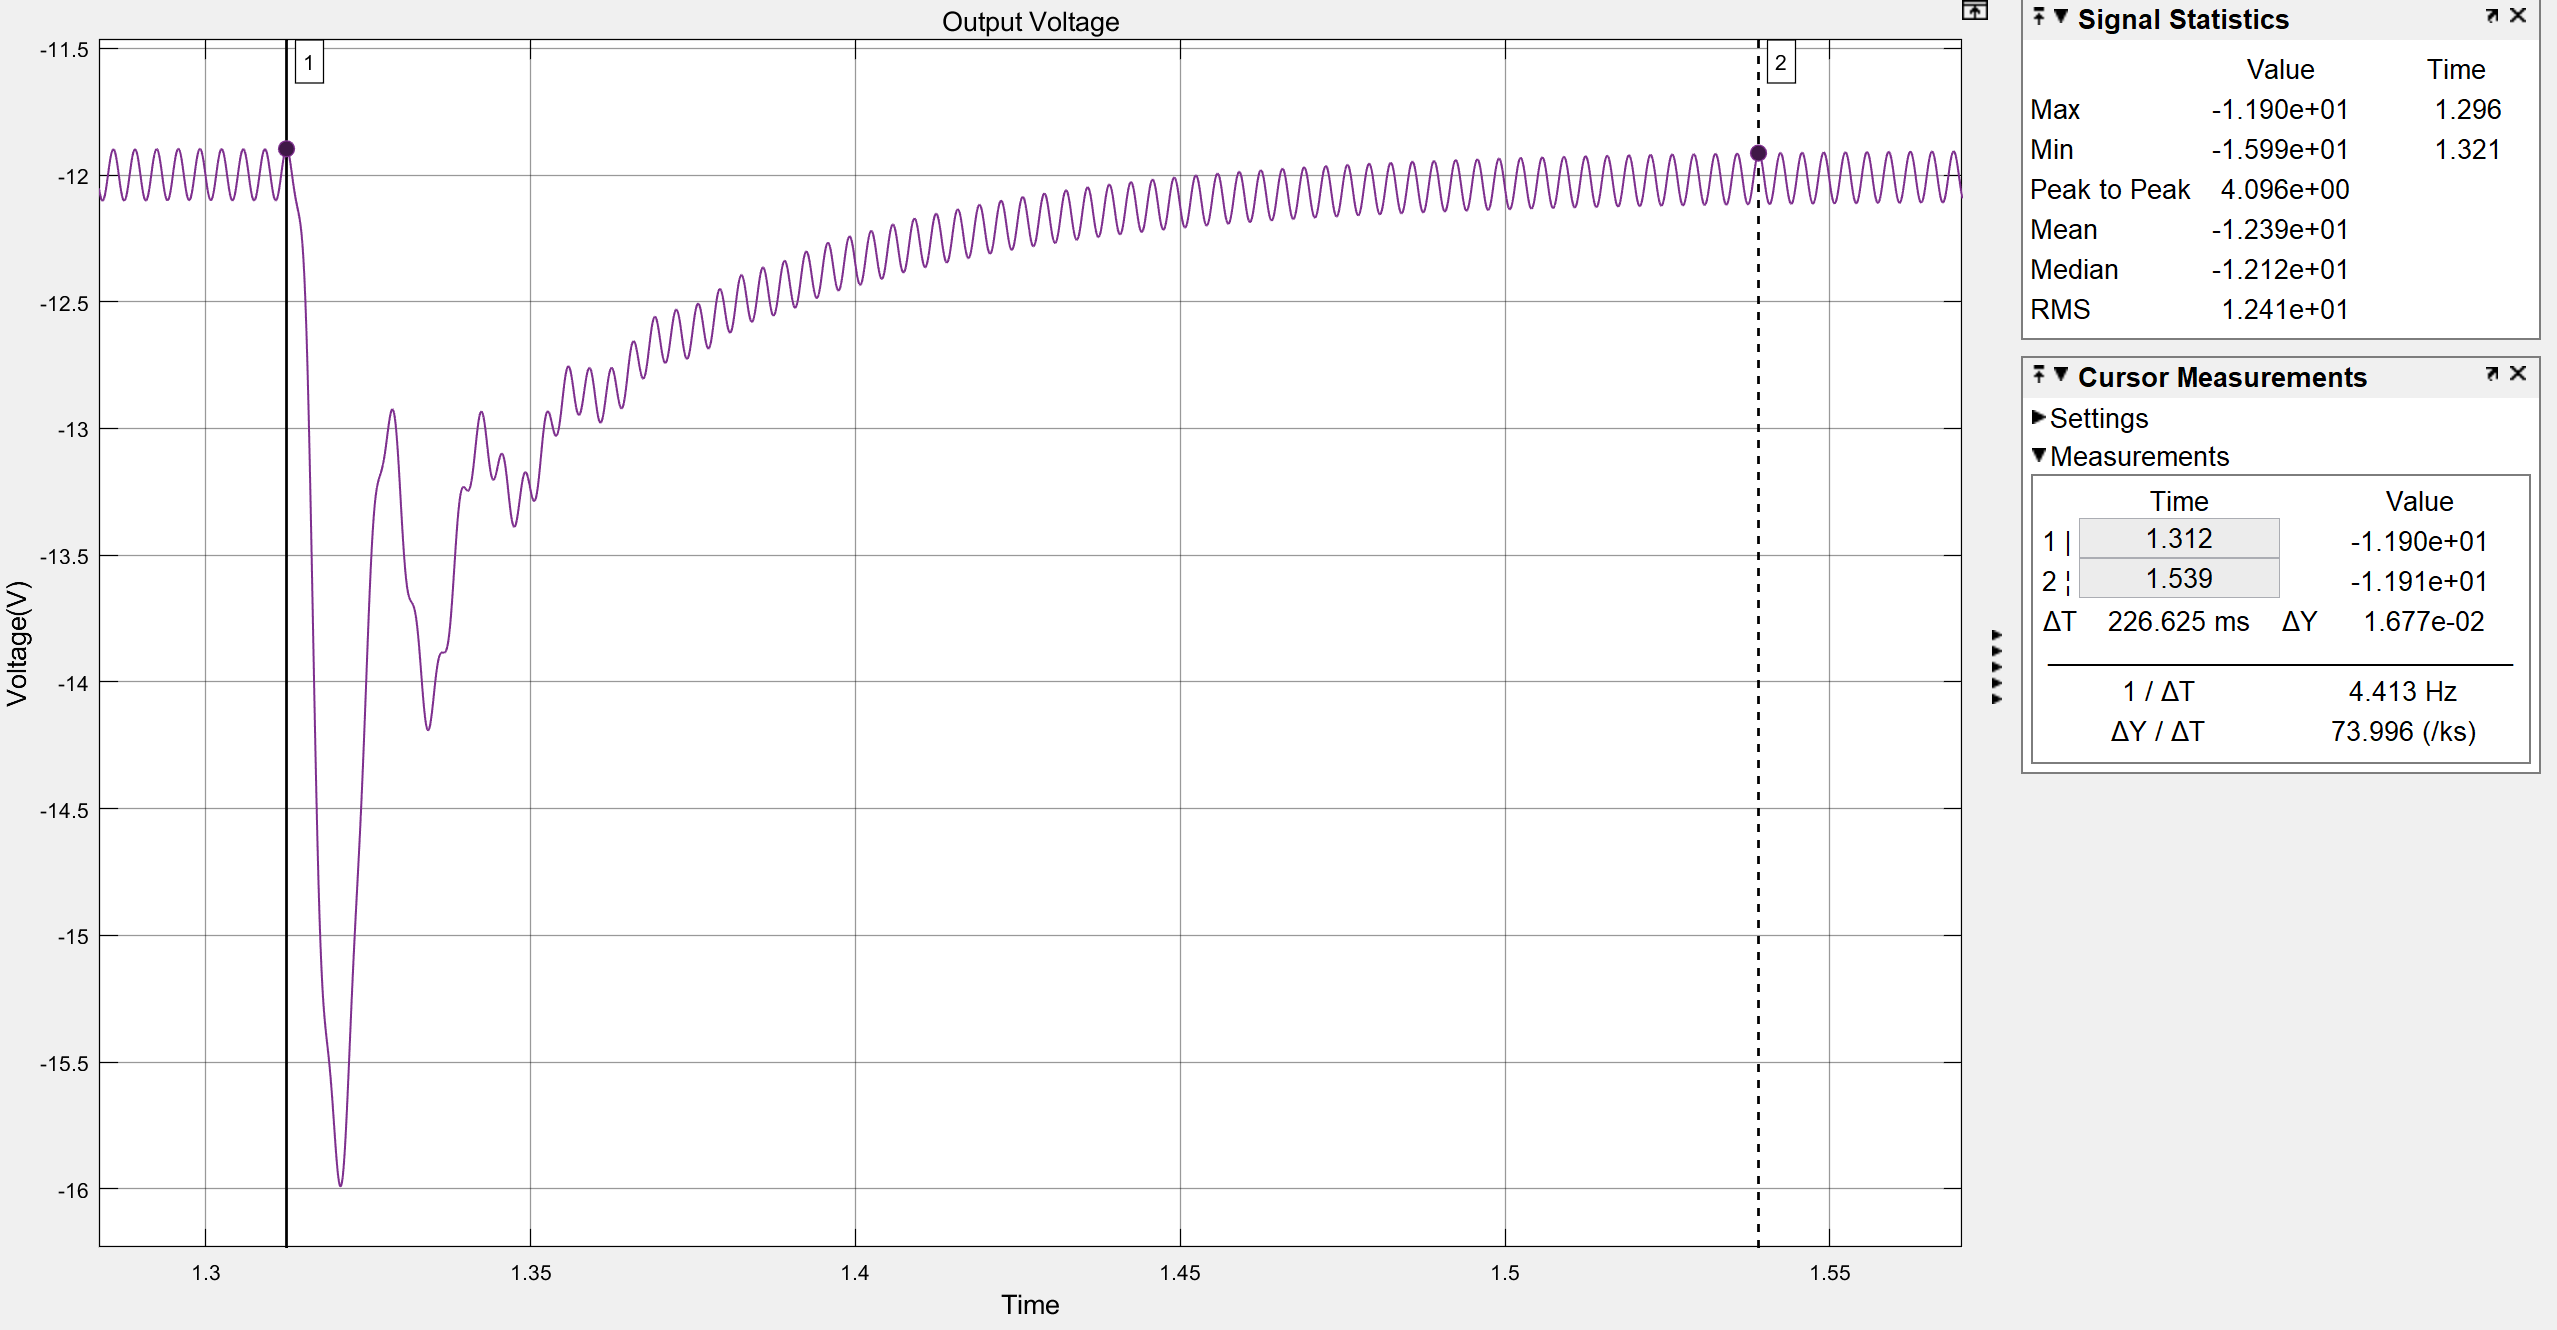 Output Voltage
-11.5
-12
-12.5
-13
-13.5
-14
-14.5
-15
-15.5
-16
Voltage(V)
1
2
1.3 1.35 1.4 1.45 1.5 1.55
Time
Signal Statistics
Value Time
Max -1.190e+01 1.296
Min -1.599e+01 1.321
Peak to Peak 4.096e+00
Mean -1.239e+01
Median -1.212e+01
RMS 1.241e+01
Cursor Measurements
Settings
Measurements
Time Value
1 | 1.312 -1.190e+01
2 ¦ 1.539 -1.191e+01
ΔT 226.625 ms ΔY 1.677e-02
1 / ΔT 4.413 Hz
ΔY / ΔT 73.996 (/ks)